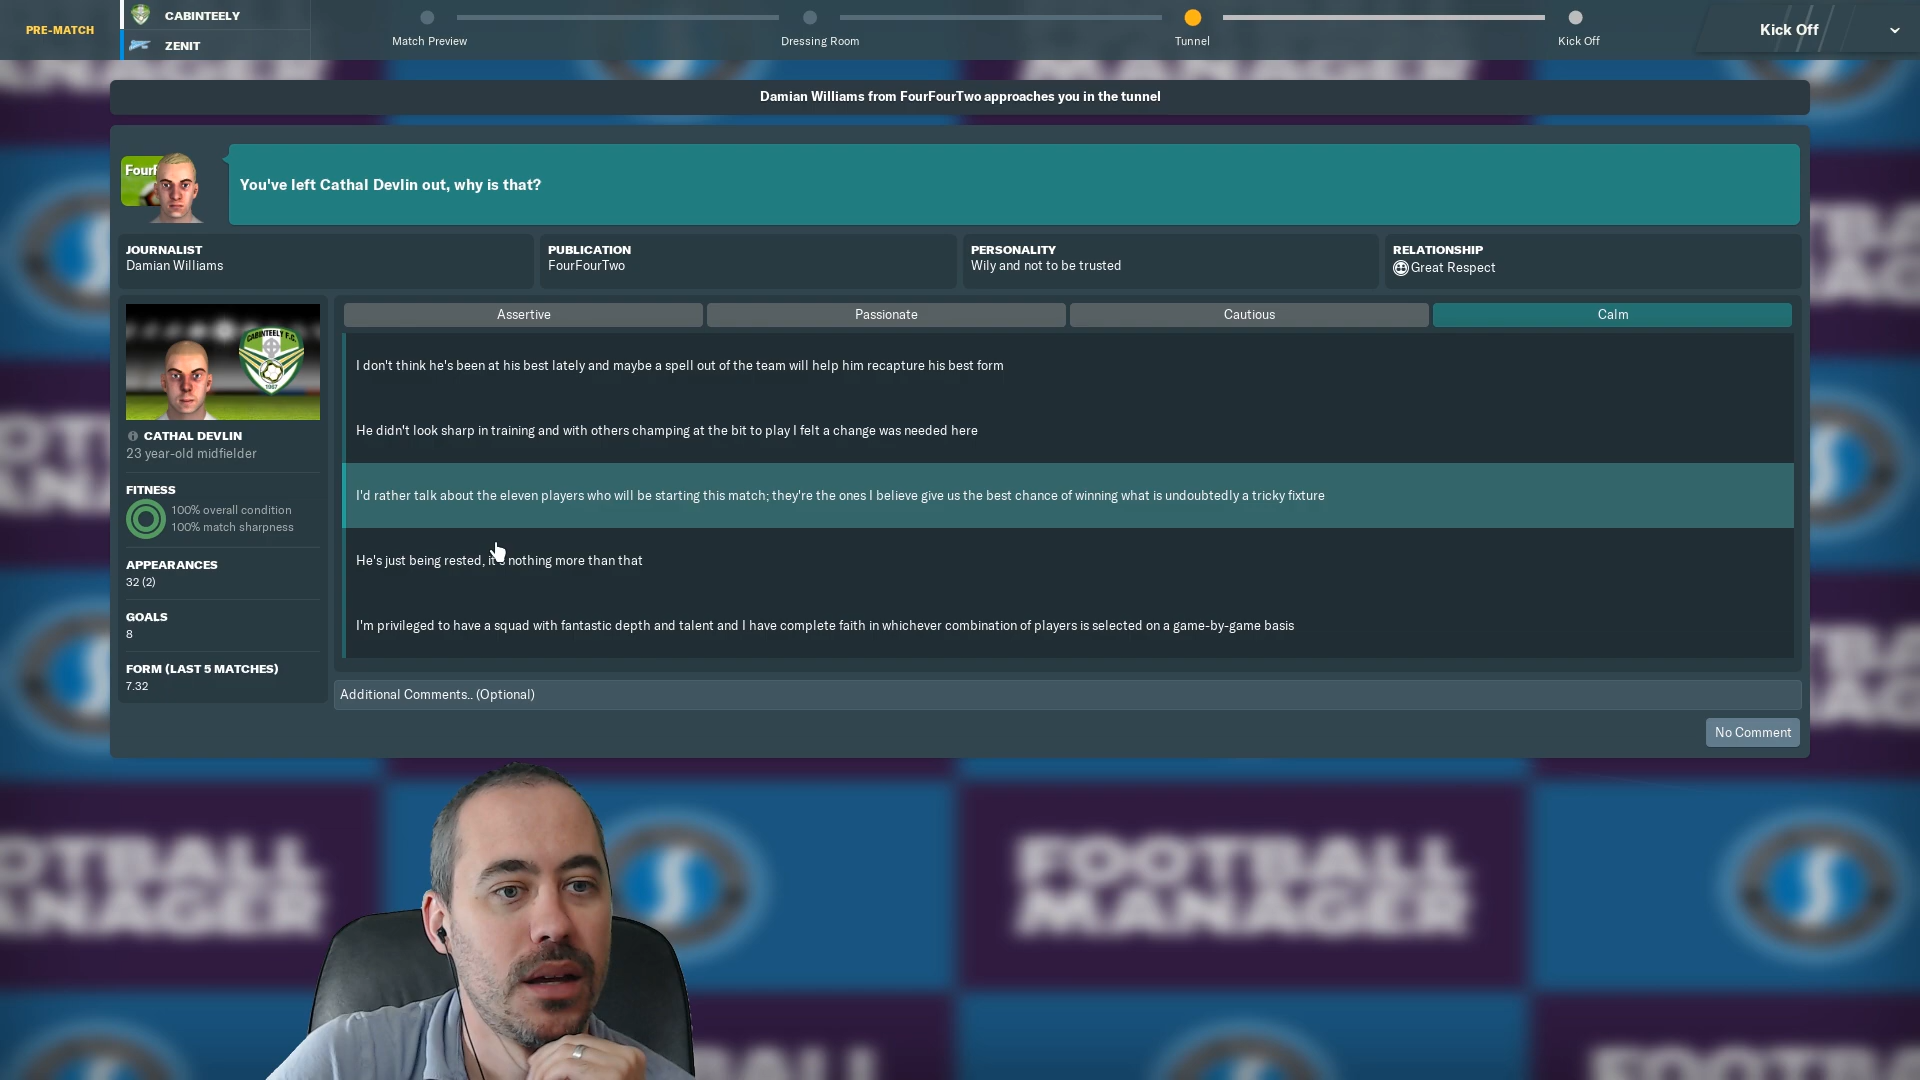 PRE-MATCH
CABINTEELY
ZENIT
Match Preview
Dressing Room
Tunnel
Kick Off
Kick Off
Damian Williams from FourFourTwo approaches you in the tunnel
You've left Cathal Devlin out, why is that?
JOURNALIST
Damian Williams
PUBLICATION
FourFourTwo
PERSONALITY
Wily and not to be trusted
RELATIONSHIP
Great Respect
Assertive
Passionate
Cautious
Calm
CABINTEELY F.C.
1967
I don't think he's been at his best lately and maybe a spell out of the team will help him recapture his best form
He didn't look sharp in training and with others champing at the bit to play I felt a change was needed here
I'd rather talk about the eleven players who will be starting this match; they're the ones I believe give us the best chance of winning what is undoubtedly a tricky fixture
He's just being rested, it's nothing more than that
I'm privileged to have a squad with fantastic depth and talent and I have complete faith in whichever combination of players is selected on a game-by-game basis
CATHAL DEVLIN
23 year-old midfielder
FITNESS
100% overall condition
100% match sharpness
APPEARANCES
32 (2)
GOALS
8
FORM (LAST 5 MATCHES)
7.32
Additional Comments.. (Optional)
No Comment
FOOTBALL
MANAGER